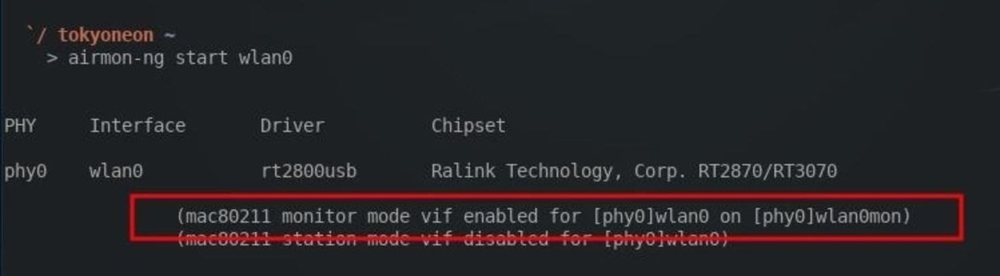 `/ tokyoneon ~
> airmon-ng start wlan0
PHY Interface Driver Chipset
phy0 wlan0 rt2800usb Ralink Technology, Corp. RT2870/RT3070
(mac80211 monitor mode vif enabled for [phy0]wlan0 on [phy0]wlan0mon)
(mac80211 station mode vif disabled for [phy0]wlan0)